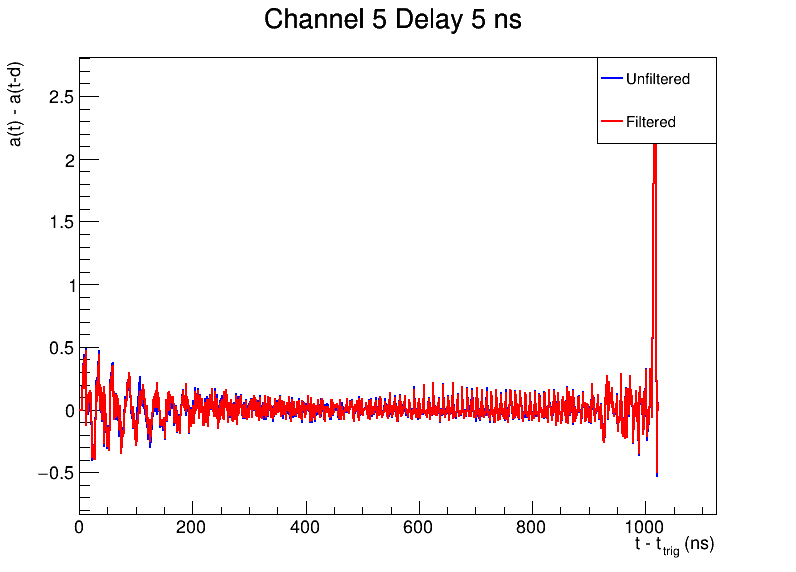 Channel 5 Delay 5 ns
a(t) - a(t-d)
Unfiltered
Filtered
2.5
2
1.5
1
0.5
0
−0.5
0 200 400 600 800 1000
t - t_trig (ns)